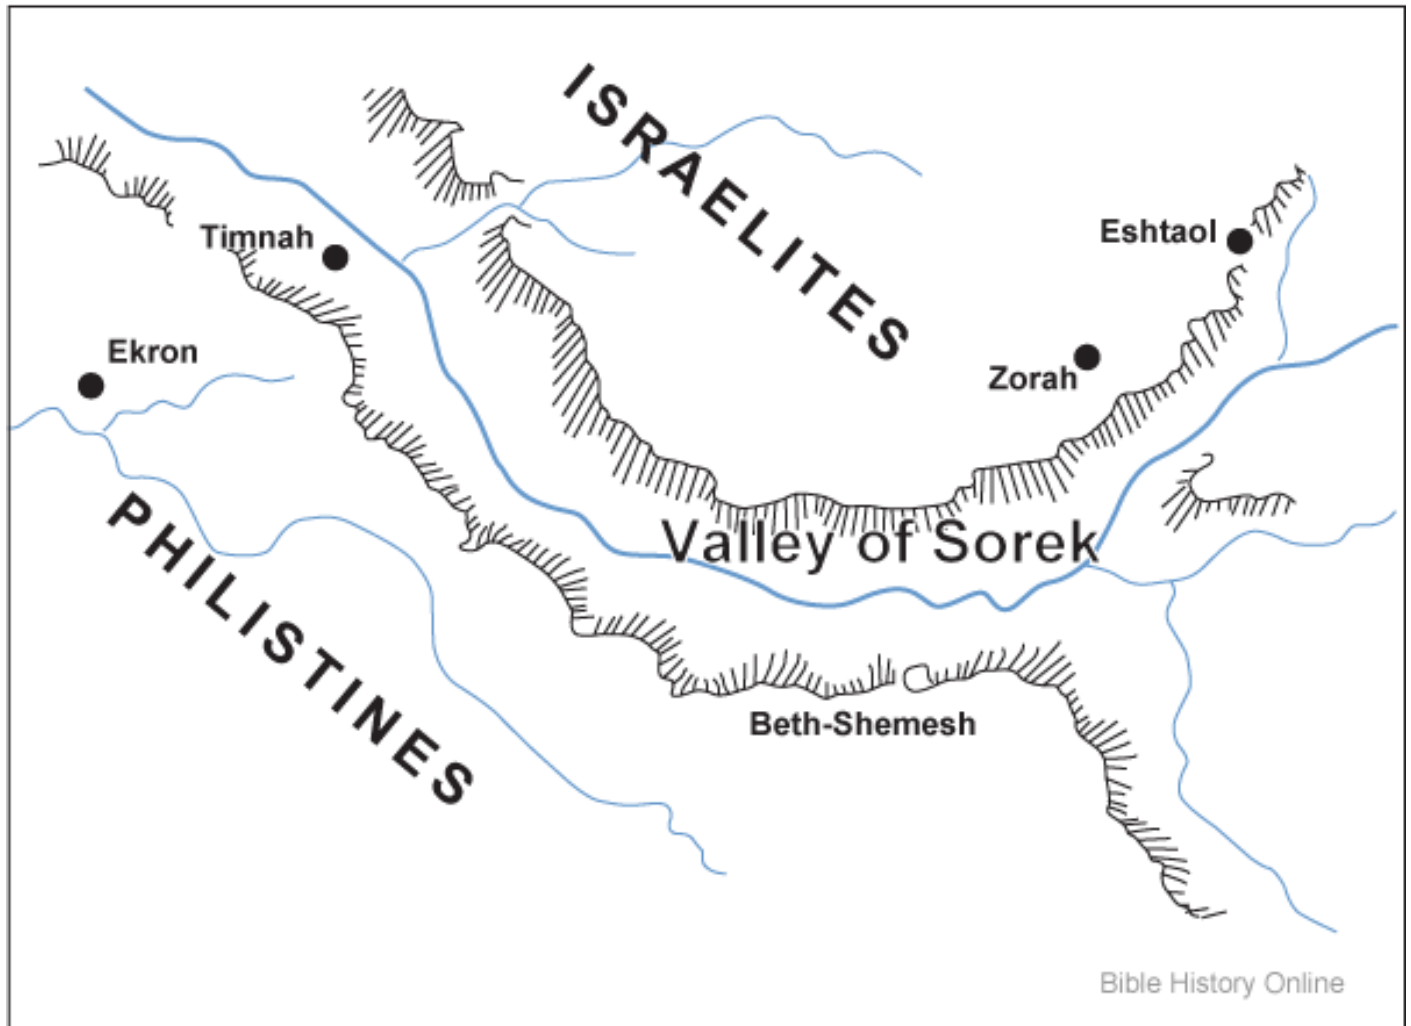 ISRAELITES
Timnah
Eshtaol
Ekron
Zorah
Valley of Sorek
PHILISTINES
Beth-Shemesh
Bible History Online